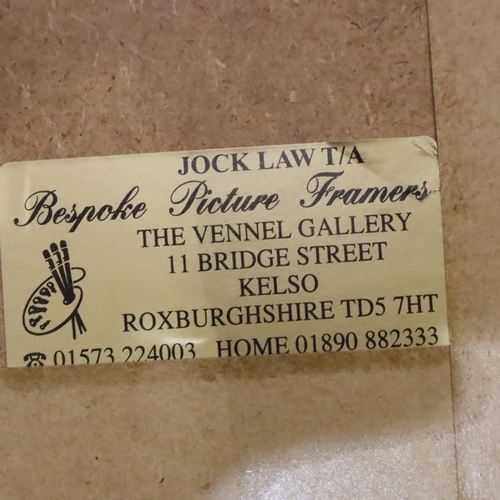 JOCK LAW T/A
Bespoke Picture Framers
THE VENNEL GALLERY
11 BRIDGE STREET
KELSO
ROXBURGHSHIRE TD5 7HT
☎ 01573 224003 HOME 01890 882333